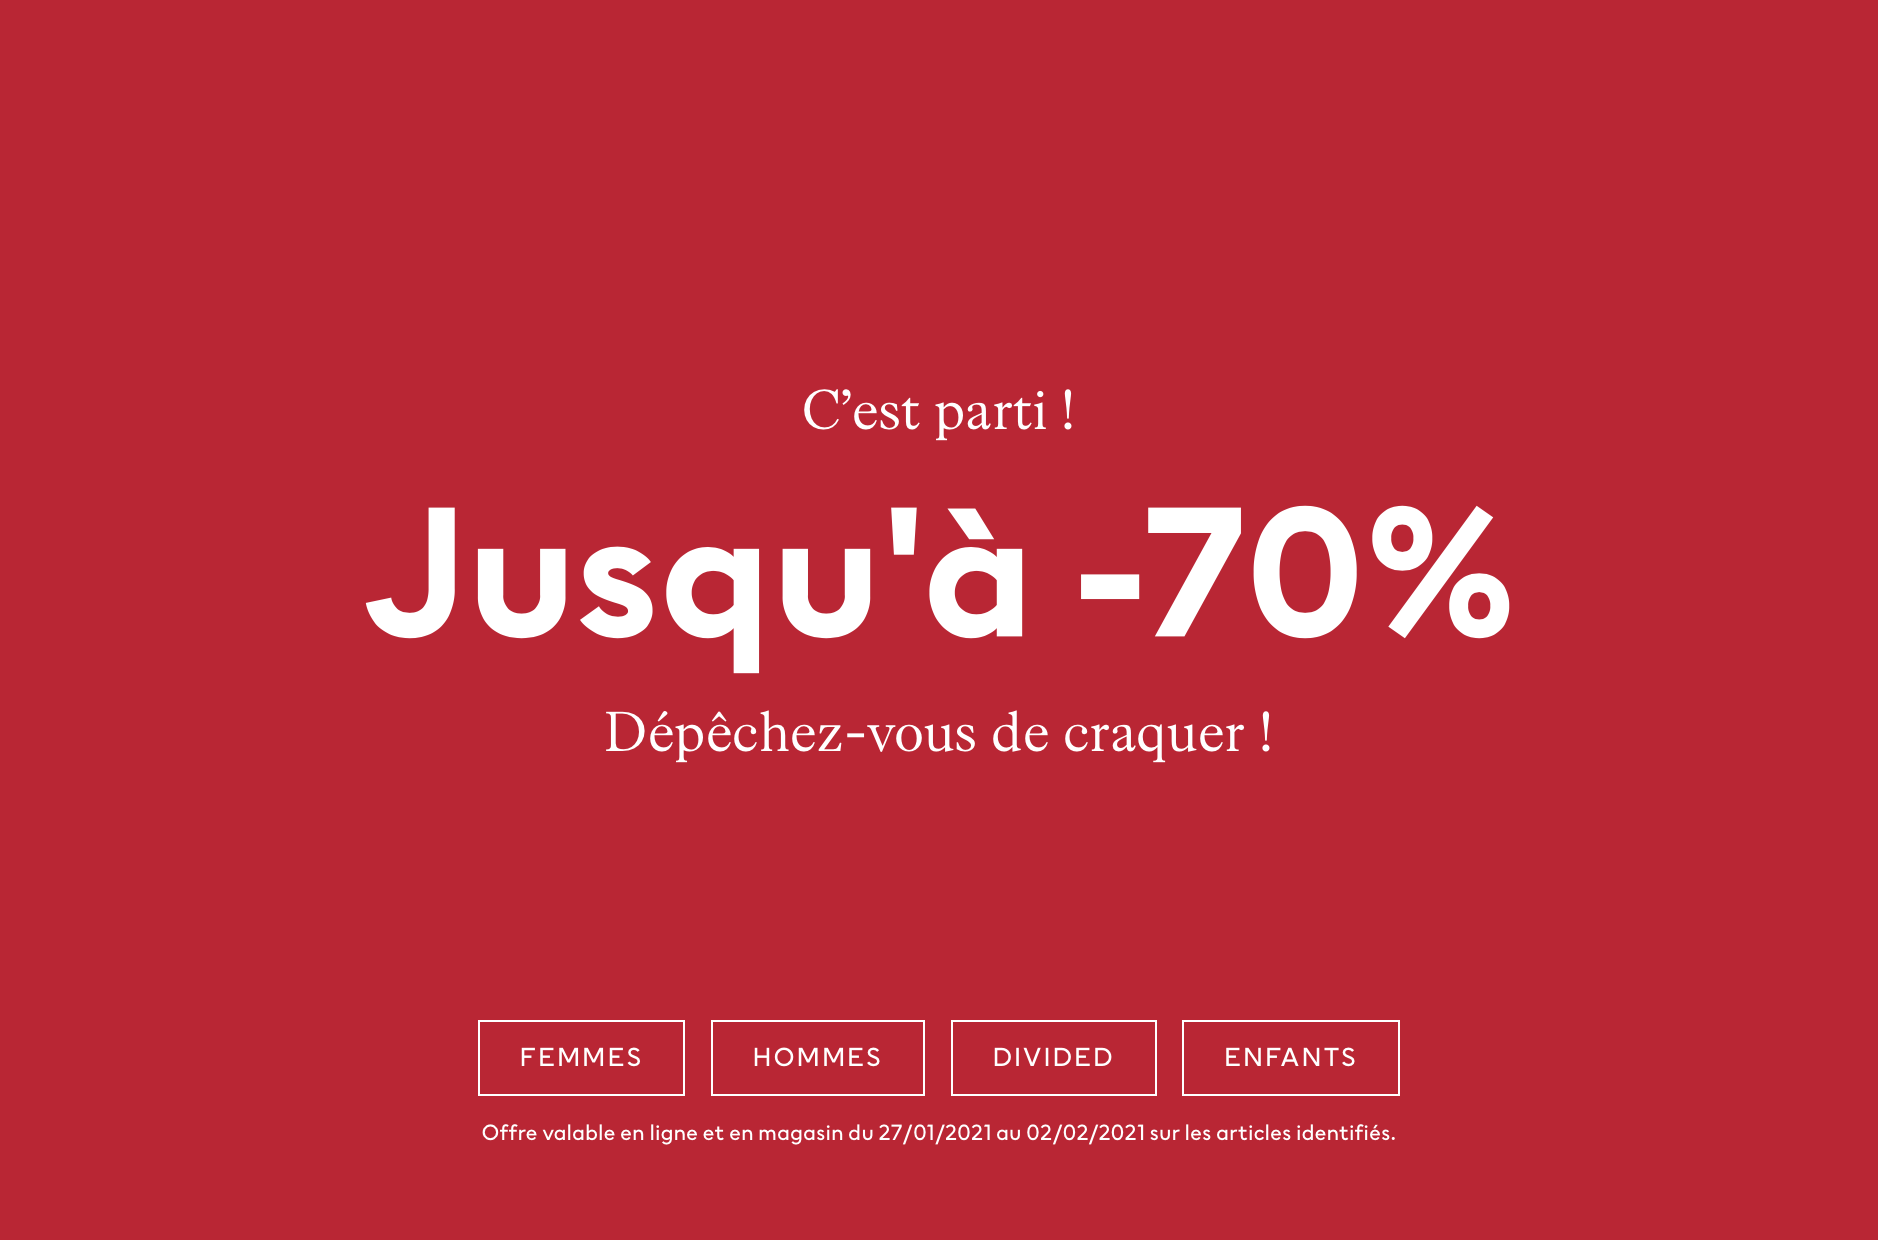 C’est parti !
Jusqu'à -70%
Dépêchez-vous de craquer !
FEMMES HOMMES DIVIDED ENFANTS
Offre valable en ligne et en magasin du 27/01/2021 au 02/02/2021 sur les articles identifiés.